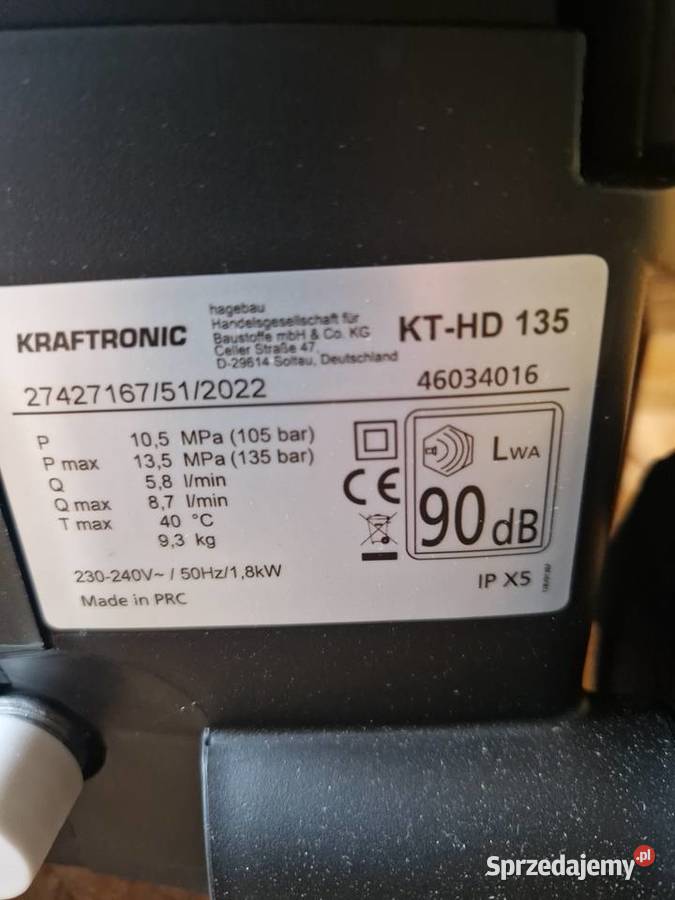 KRAFTRONIC
hagebau
Handelsgesellschaft für
Baustoffe mbH & Co. KG
Celler Straße 47,
D-29614 Soltau, Deutschland
KT-HD 135
27427167/51/2022
46034016
P 10,5 MPa (105 bar)
P max 13,5 MPa (135 bar)
Q 5,8 l/min
Q max 8,7 l/min
T max 40 °C
9,3 kg
230-240V~ / 50Hz/1,8kW
Made in PRC
CE
LWA
90 dB
IP X5
Sprzedajemy.pl